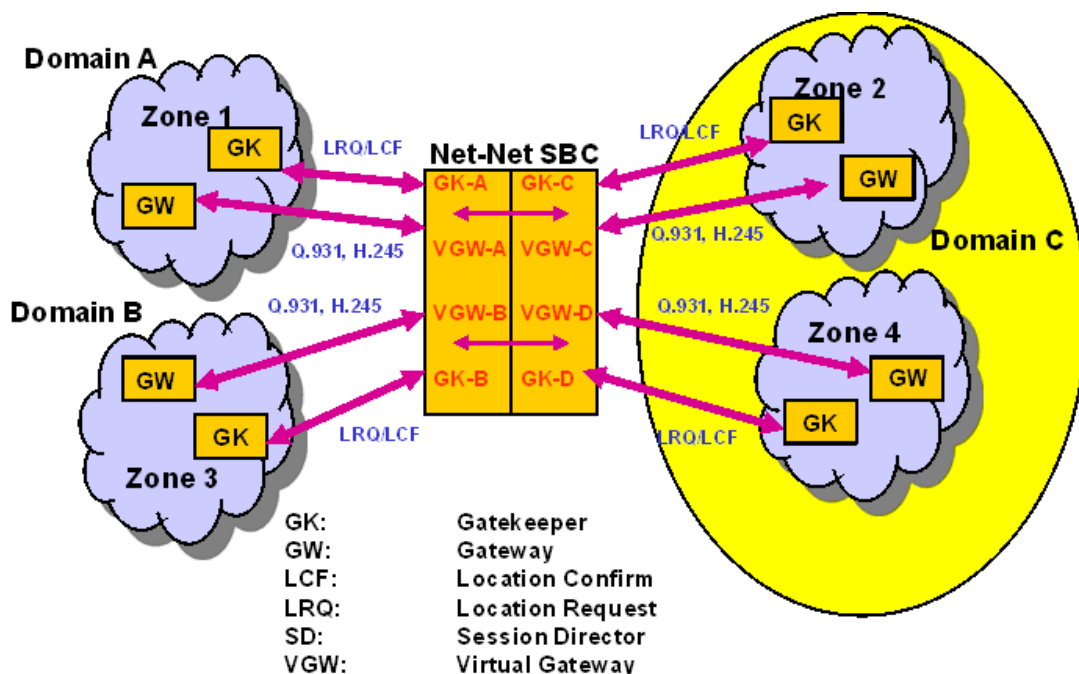 Domain A
Zone 1
GK
GW
LRQ/LCF
Q.931, H.245
Domain B
Q.931, H.245
GW
GK
Zone 3
LRQ/LCF
Net-Net SBC
GK-A GK-C
VGW-A VGW-C
VGW-B VGW-D
GK-B GK-D
LRQ/LCF
Zone 2
GK
GW
Q.931, H.245
Domain C
Q.931, H.245
Zone 4
GW
GK
LRQ/LCF
GK: Gatekeeper
GW: Gateway
LCF: Location Confirm
LRQ: Location Request
SD: Session Director
VGW: Virtual Gateway